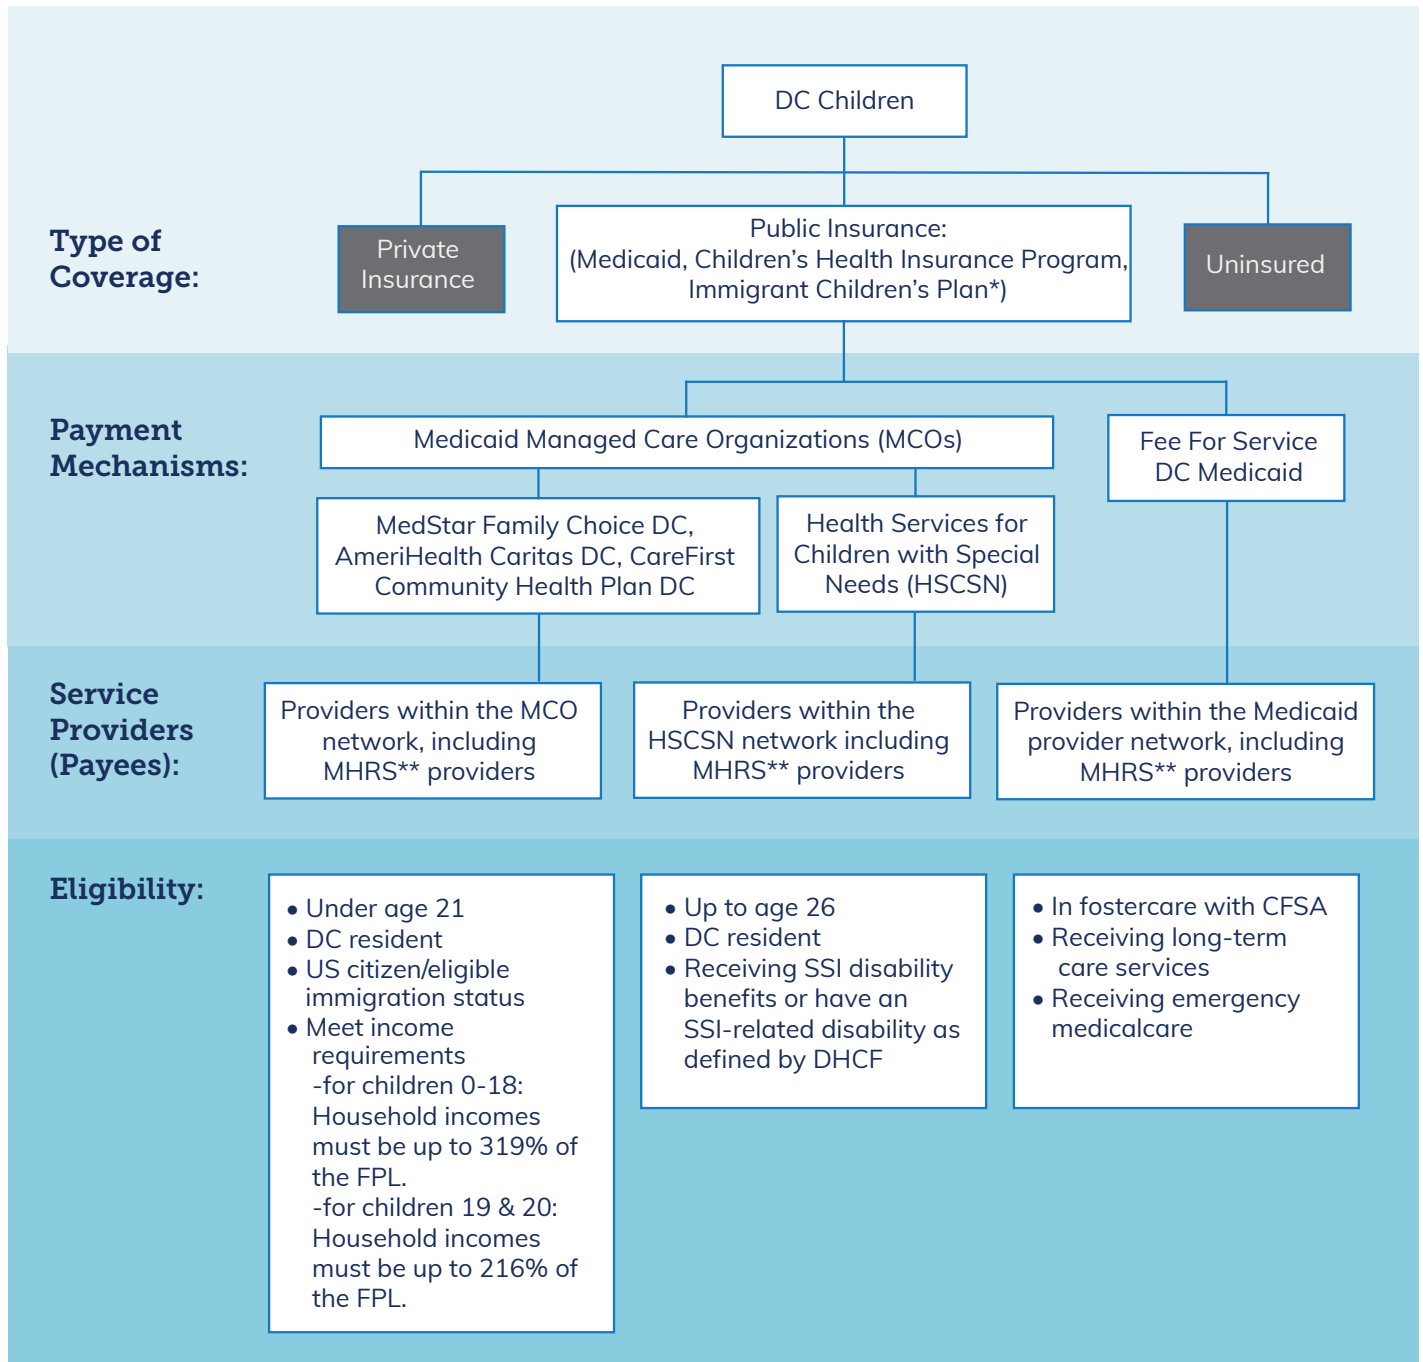 DC Children
Type of
Coverage:
Private
Insurance
Public Insurance:
(Medicaid, Children’s Health Insurance Program,
Immigrant Children’s Plan*)
Uninsured
Payment
Mechanisms:
Medicaid Managed Care Organizations (MCOs)
Fee For Service
DC Medicaid
MedStar Family Choice DC,
AmeriHealth Caritas DC, CareFirst
Community Health Plan DC
Health Services for
Children with Special
Needs (HSCSN)
Service
Providers
(Payees):
Providers within the MCO
network, including
MHRS** providers
Providers within the
HSCSN network including
MHRS** providers
Providers within the Medicaid
provider network, including
MHRS** providers
Eligibility:
• Under age 21
• DC resident
• US citizen/eligible
immigration status
• Meet income
requirements
-for children 0-18:
Household incomes
must be up to 319% of
the FPL.
-for children 19 & 20:
Household incomes
must be up to 216% of
the FPL.
• Up to age 26
• DC resident
• Receiving SSI disability
benefits or have an
SSI-related disability as
defined by DHCF
• In fostercare with CFSA
• Receiving long-term
care services
• Receiving emergency
medicalcare